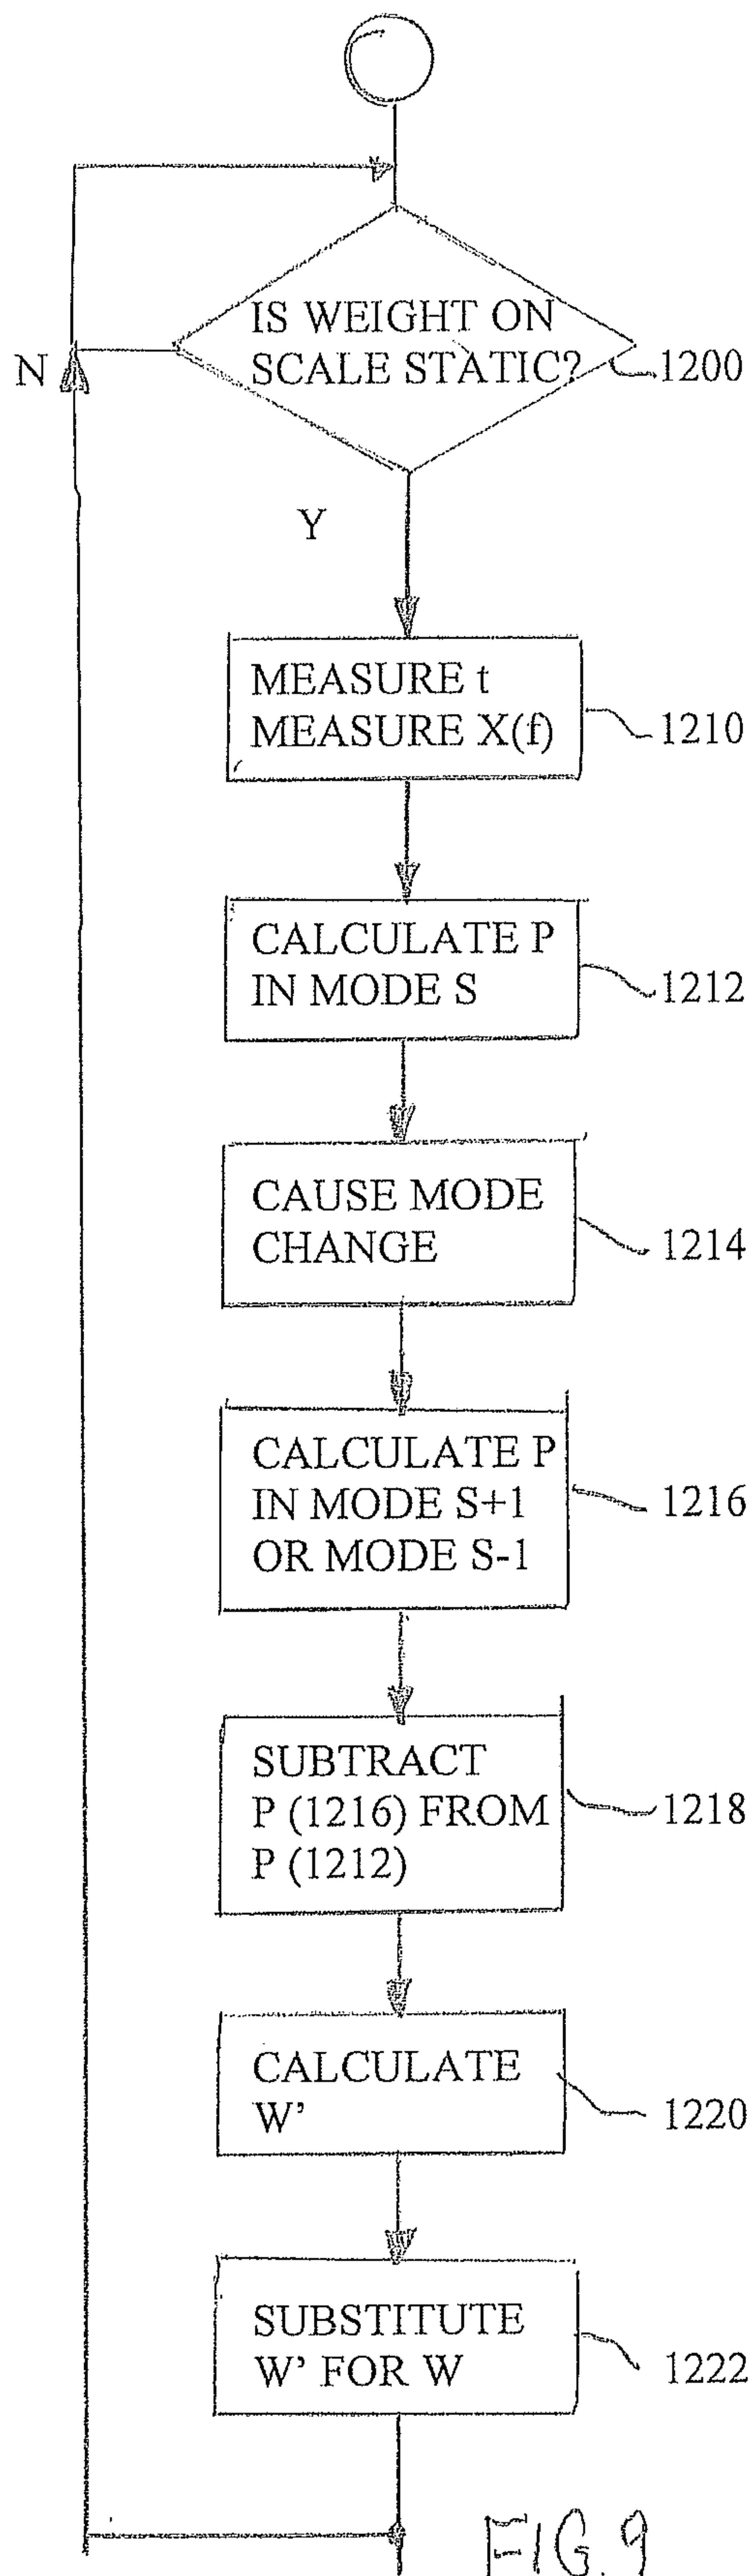 IS WEIGHT ON
SCALE STATIC?
1200
N
Y
MEASURE t
MEASURE X(f)
1210
CALCULATE P
IN MODE S
1212
CAUSE MODE
CHANGE
1214
CALCULATE P
IN MODE S+1
OR MODE S-1
1216
SUBTRACT
P (1216) FROM
P (1212)
1218
CALCULATE
W'
1220
SUBSTITUTE
W' FOR W
1222
FIG. 9